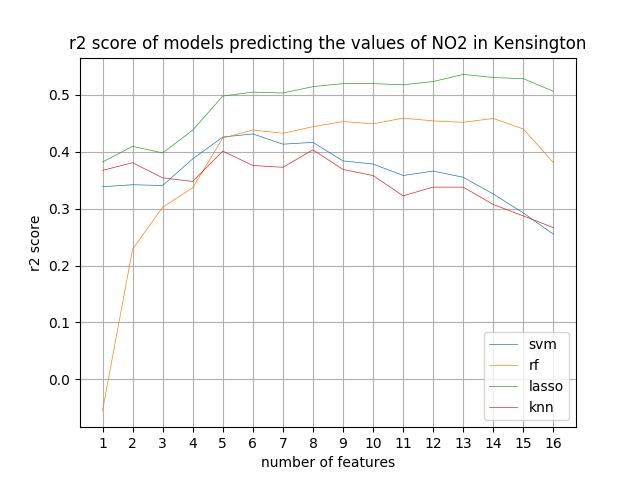 r2 score of models predicting the values of NO2 in Kensington
r2 score
0.5
0.4
0.3
0.2
0.1
0.0
svm
rf
lasso
knn
1 2 3 4 5 6 7 8 9 10 11 12 13 14 15 16
number of features